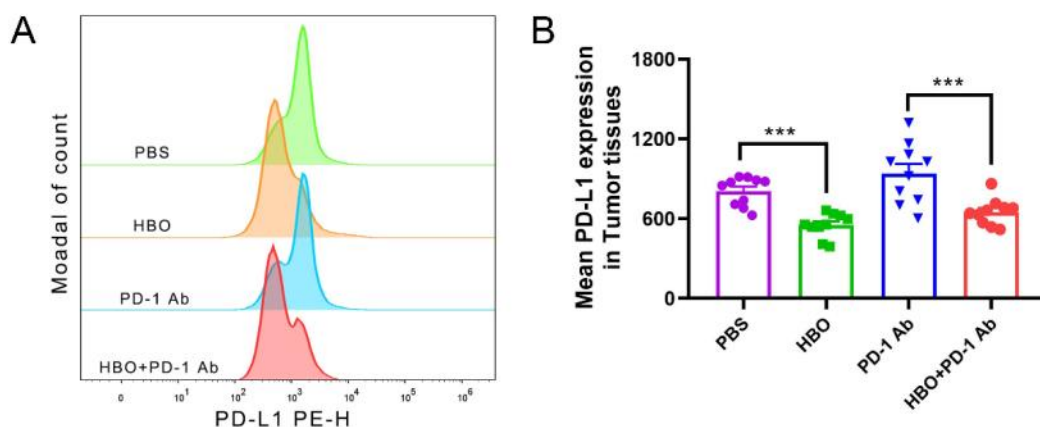 A
Moadal of count
PBS
HBO
PD-1 Ab
HBO+PD-1 Ab
0
10¹
10²
10³
10⁴
10⁵
10⁶
PD-L1 PE-H
B
Mean PD-L1 expression
in Tumor tissues
1800
1200
600
0
***
***
PBS
HBO
PD-1 Ab
HBO+PD-1 Ab